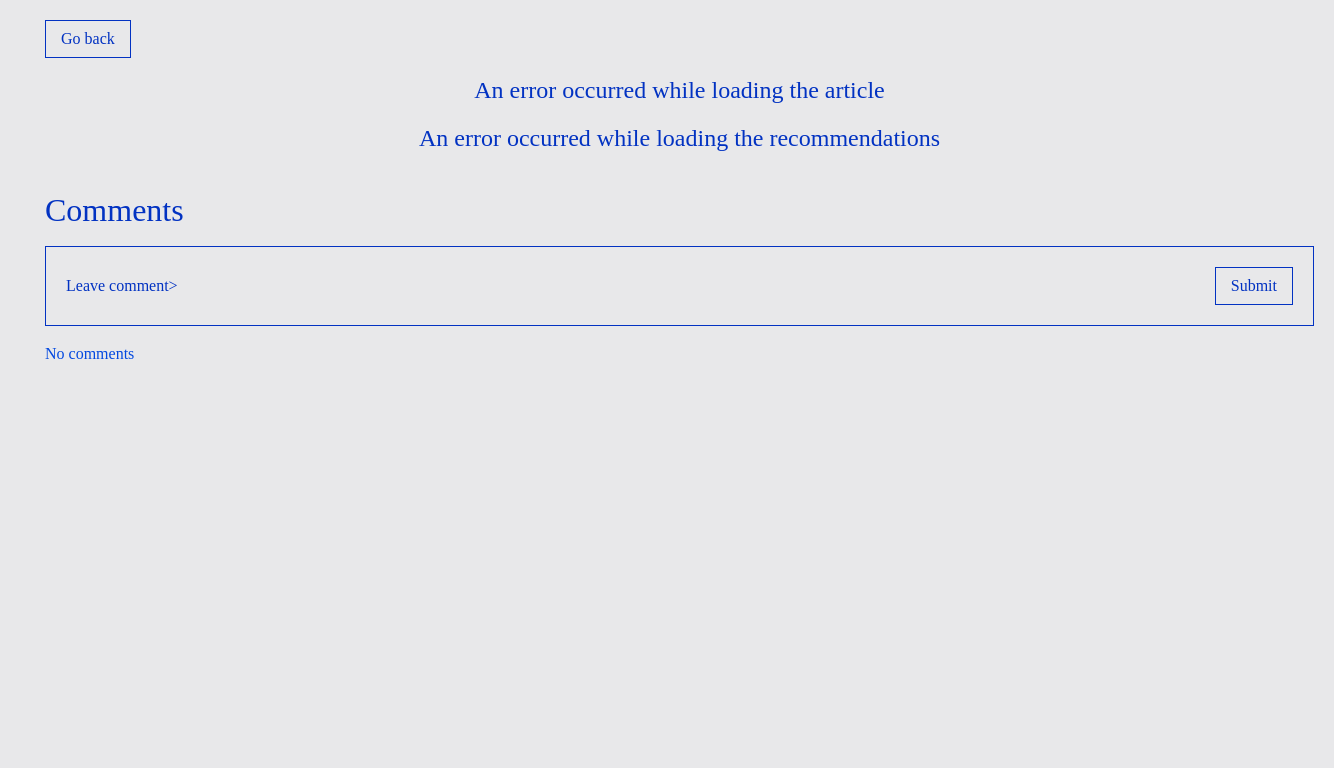 Go back
An error occurred while loading the article
An error occurred while loading the recommendations
Comments
Leave comment>
Submit
No comments